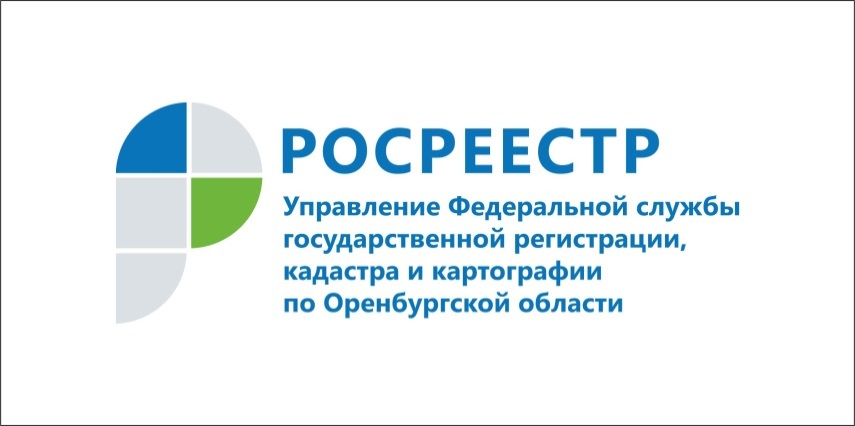 РОСРЕЕСТР
Управление Федеральной службы
государственной регистрации,
кадастра и картографии
по Оренбургской области